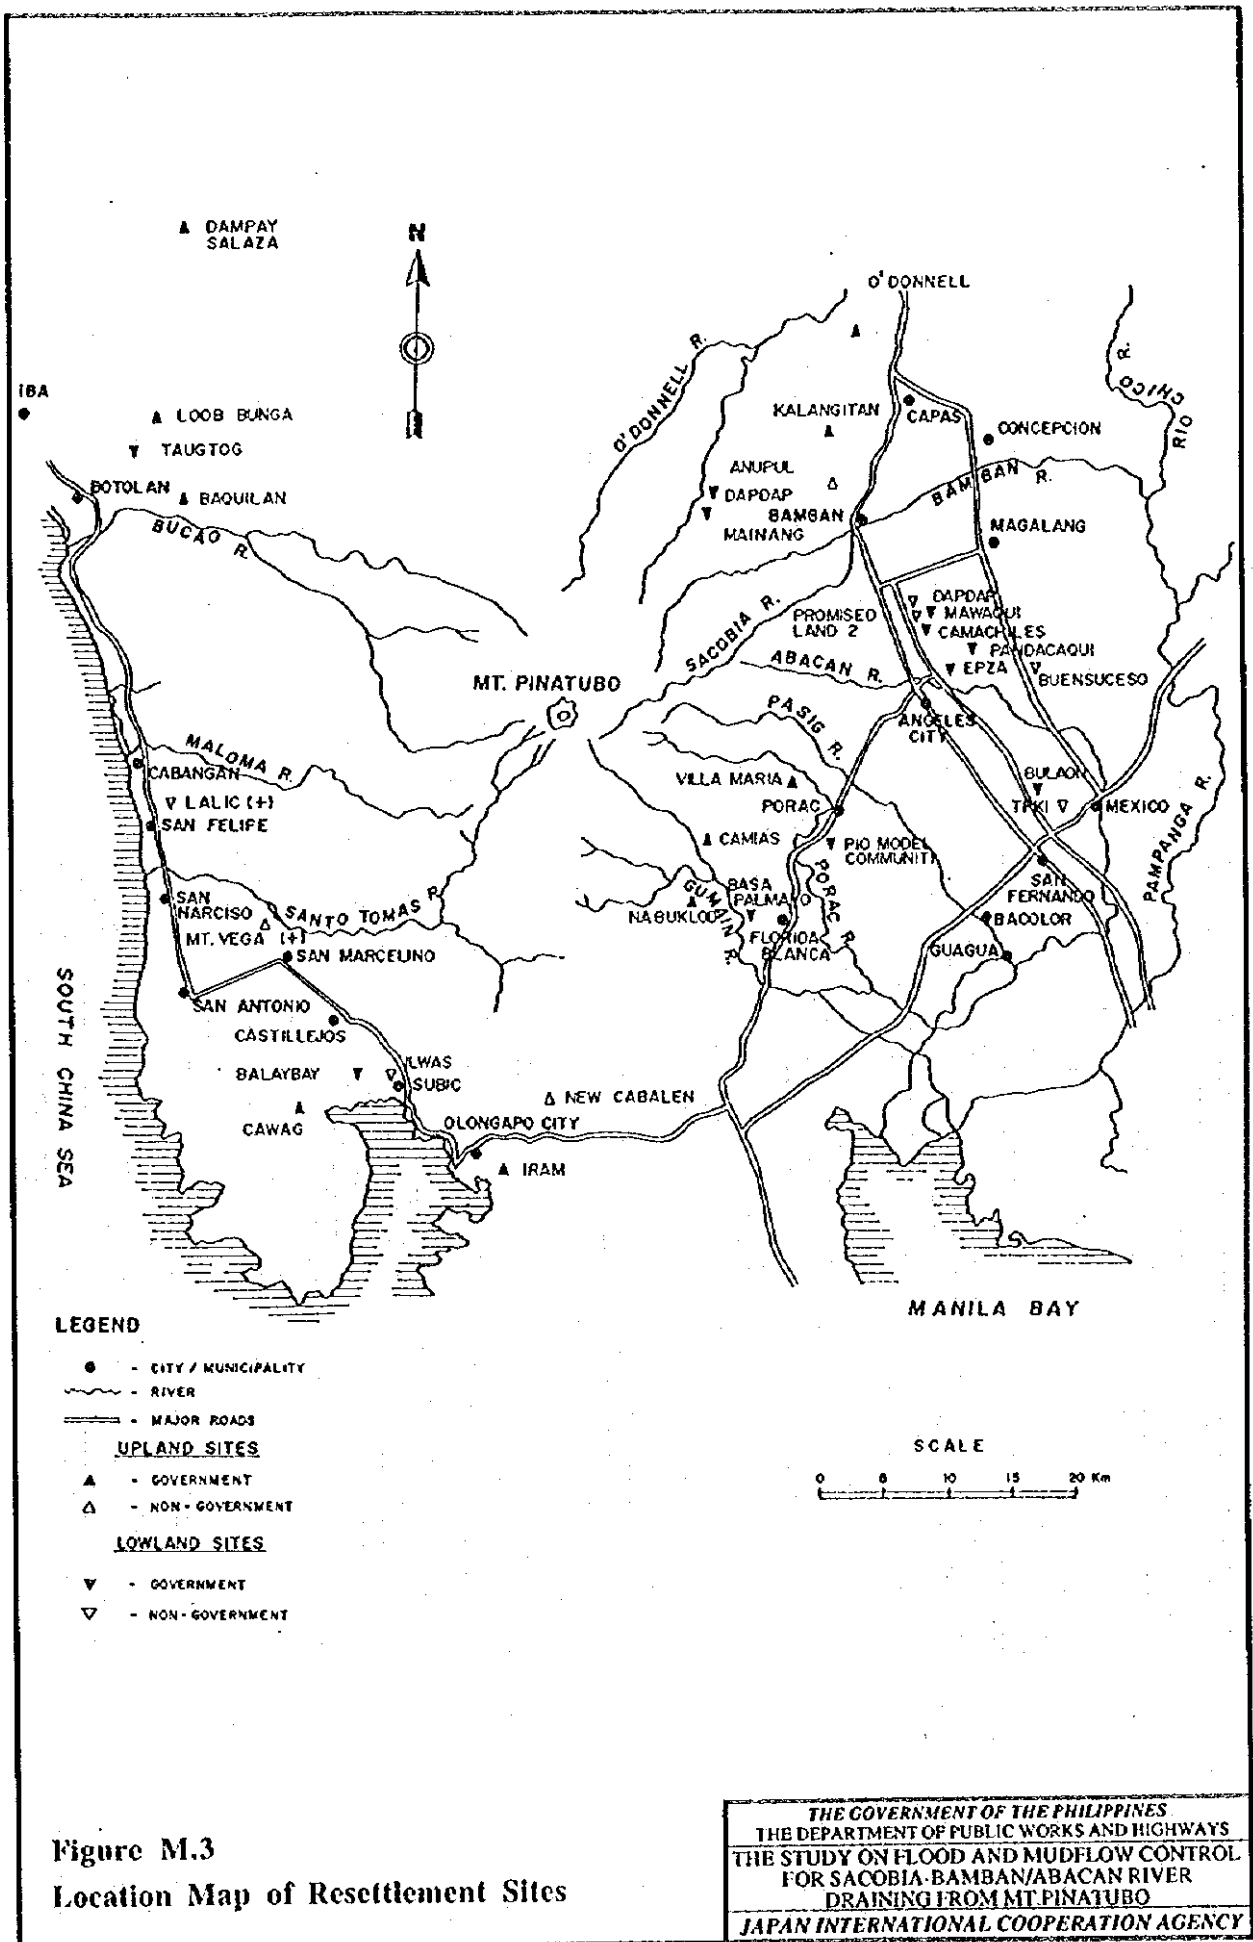 DAMPAY
SALAZA
N
O'DONNELL
IBA
LOOB BUNGA
TAUGTOG
BOTOLAN
BAQUILAN
BUCAO R.
O'DONNELL R.
KALANGITAN
CAPAS
CONCEPCION
RIO CHICO R.
ANUPUL
DAPDAP
MAINANG
BAMBAN
BAMBAN R.
MAGALANG
SACOBIA R.
PROMISED
LAND 2
DAPDAP
MAWAQUI
CAMACHILES
PANDACAQUI
EPZA
BUENSUCESO
ABACAN R.
MT. PINATUBO
PASIG R.
ANGELES
CITY
MALOMA R.
CABANGAN
LALIC (+)
SAN FELIPE
VILLA MARIA
PORAC
BULAON
TPKI
MEXICO
PAMPANGA R.
CAMIAS
PIO MODEL
COMMUNITY
PORAC R.
SAN
FERNANDO
SAN
NARCISO
SANTO TOMAS R.
MT. VEGA (+)
SAN MARCELINO
NABUKLOD
GUMAIN R.
BASA
PALMAYO
FLORIDA
BLANCA
BACOLOR
GUAGUA
SAN ANTONIO
CASTILLEJOS
SOUTH CHINA SEA
ILWAS
BALAYBAY
SUBIC
CAWAG
NEW CABALEN
OLONGAPO CITY
IRAM
MANILA BAY
LEGEND
- CITY / MUNICIPALITY
- RIVER
- MAJOR ROADS
UPLAND SITES
- GOVERNMENT
- NON-GOVERNMENT
LOWLAND SITES
- GOVERNMENT
- NON-GOVERNMENT
SCALE
0 5 10 15 20 Km
Figure M.3
Location Map of Resettlement Sites
THE GOVERNMENT OF THE PHILIPPINES
THE DEPARTMENT OF PUBLIC WORKS AND HIGHWAYS
THE STUDY ON FLOOD AND MUDFLOW CONTROL
FOR SACOBIA-BAMBAN/ABACAN RIVER
DRAINING FROM MT.PINATUBO
JAPAN INTERNATIONAL COOPERATION AGENCY